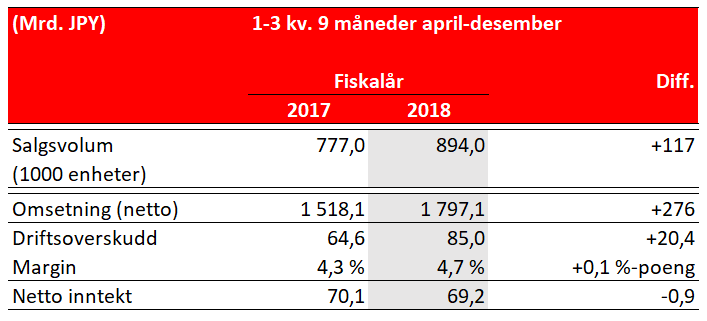 (Mrd. JPY) 1-3 kv. 9 måneder april-desember
Fiskalår Diff.
2017 2018
Salgsvolum 777,0 894,0 +117
(1000 enheter)
Omsetning (netto) 1 518,1 1 797,1 +276
Driftsoverskudd 64,6 85,0 +20,4
Margin 4,3 % 4,7 % +0,1 %-poeng
Netto inntekt 70,1 69,2 -0,9